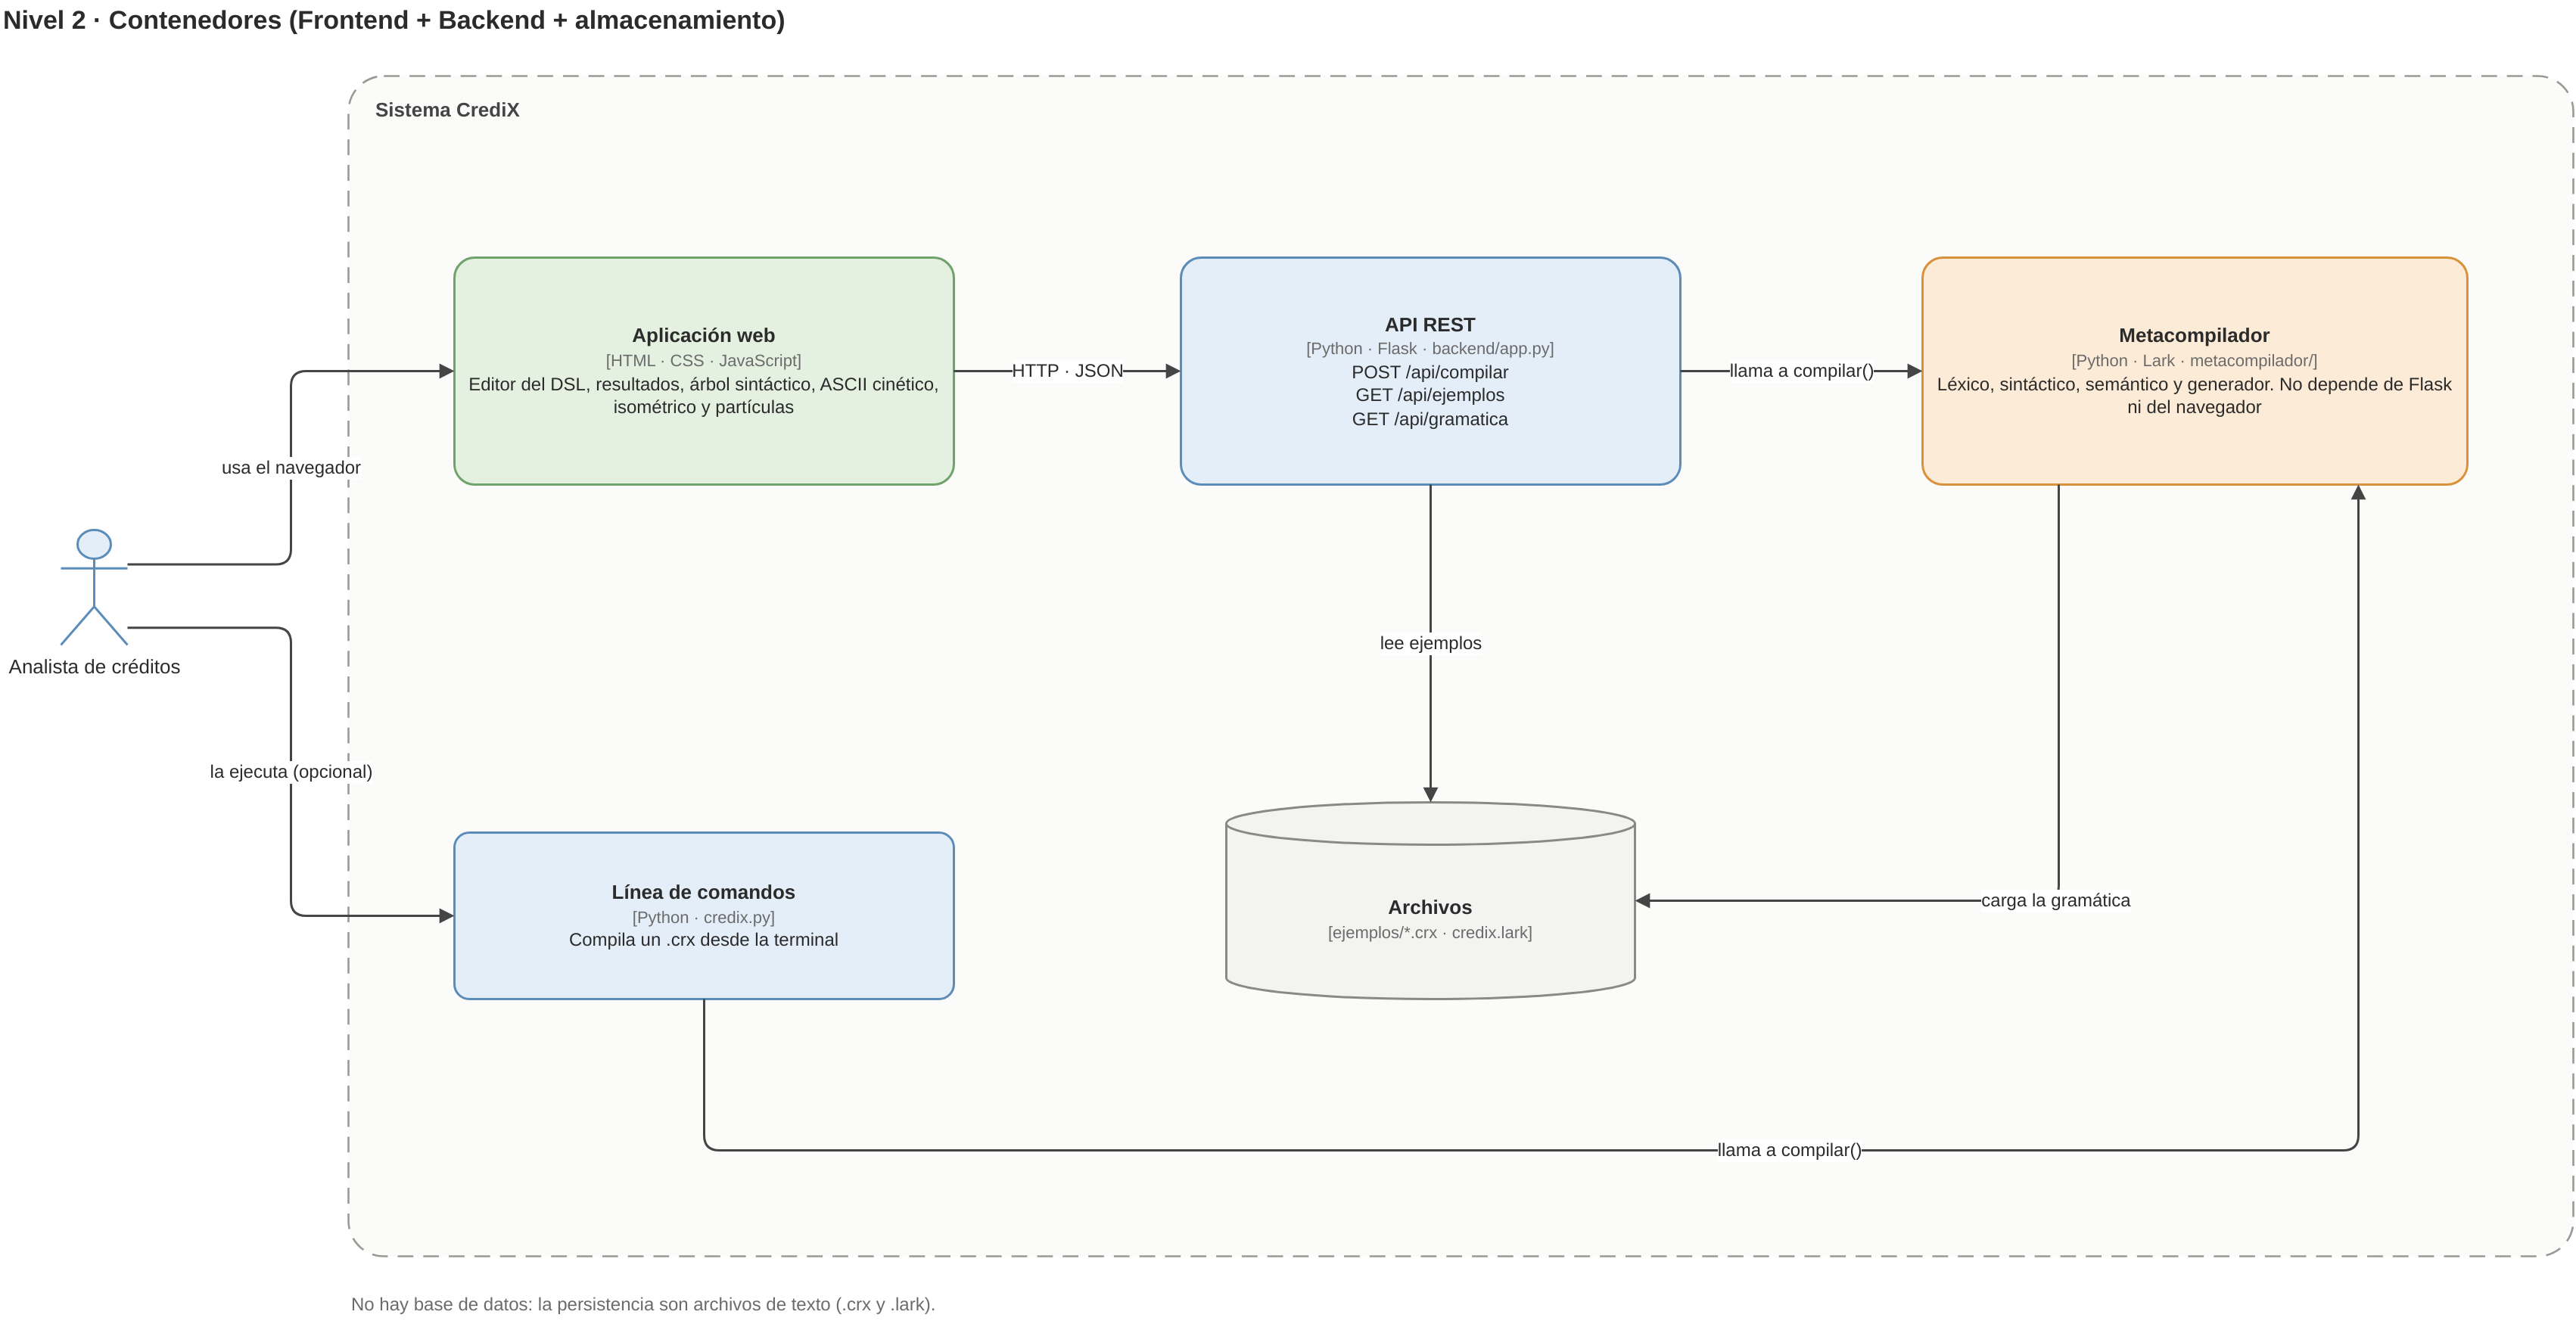 Nivel 2 · Contenedores (Frontend + Backend + almacenamiento)
Sistema CrediX
Aplicación web
[HTML · CSS · JavaScript]
Editor del DSL, resultados, árbol sintáctico, ASCII cinético,
isométrico y partículas
HTTP · JSON
API REST
[Python · Flask · backend/app.py]
POST /api/compilar
GET /api/ejemplos
GET /api/gramatica
llama a compilar()
Metacompilador
[Python · Lark · metacompilador/]
Léxico, sintáctico, semántico y generador. No depende de Flask
ni del navegador
usa el navegador
Analista de créditos
lee ejemplos
la ejecuta (opcional)
Línea de comandos
[Python · credix.py]
Compila un .crx desde la terminal
Archivos
[ejemplos/*.crx · credix.lark]
carga la gramática
llama a compilar()
No hay base de datos: la persistencia son archivos de texto (.crx y .lark).